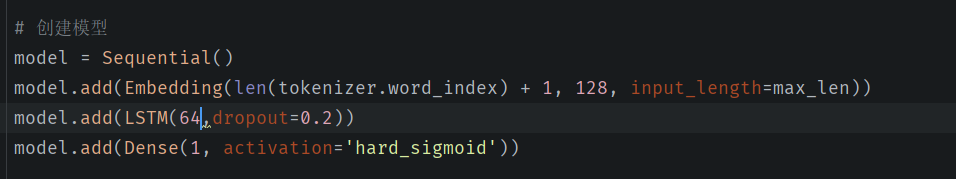 # 创建模型
model = Sequential()
model.add(Embedding(len(tokenizer.word_index) + 1, 128, input_length=max_len))
model.add(LSTM(64,dropout=0.2))
model.add(Dense(1, activation='hard_sigmoid'))